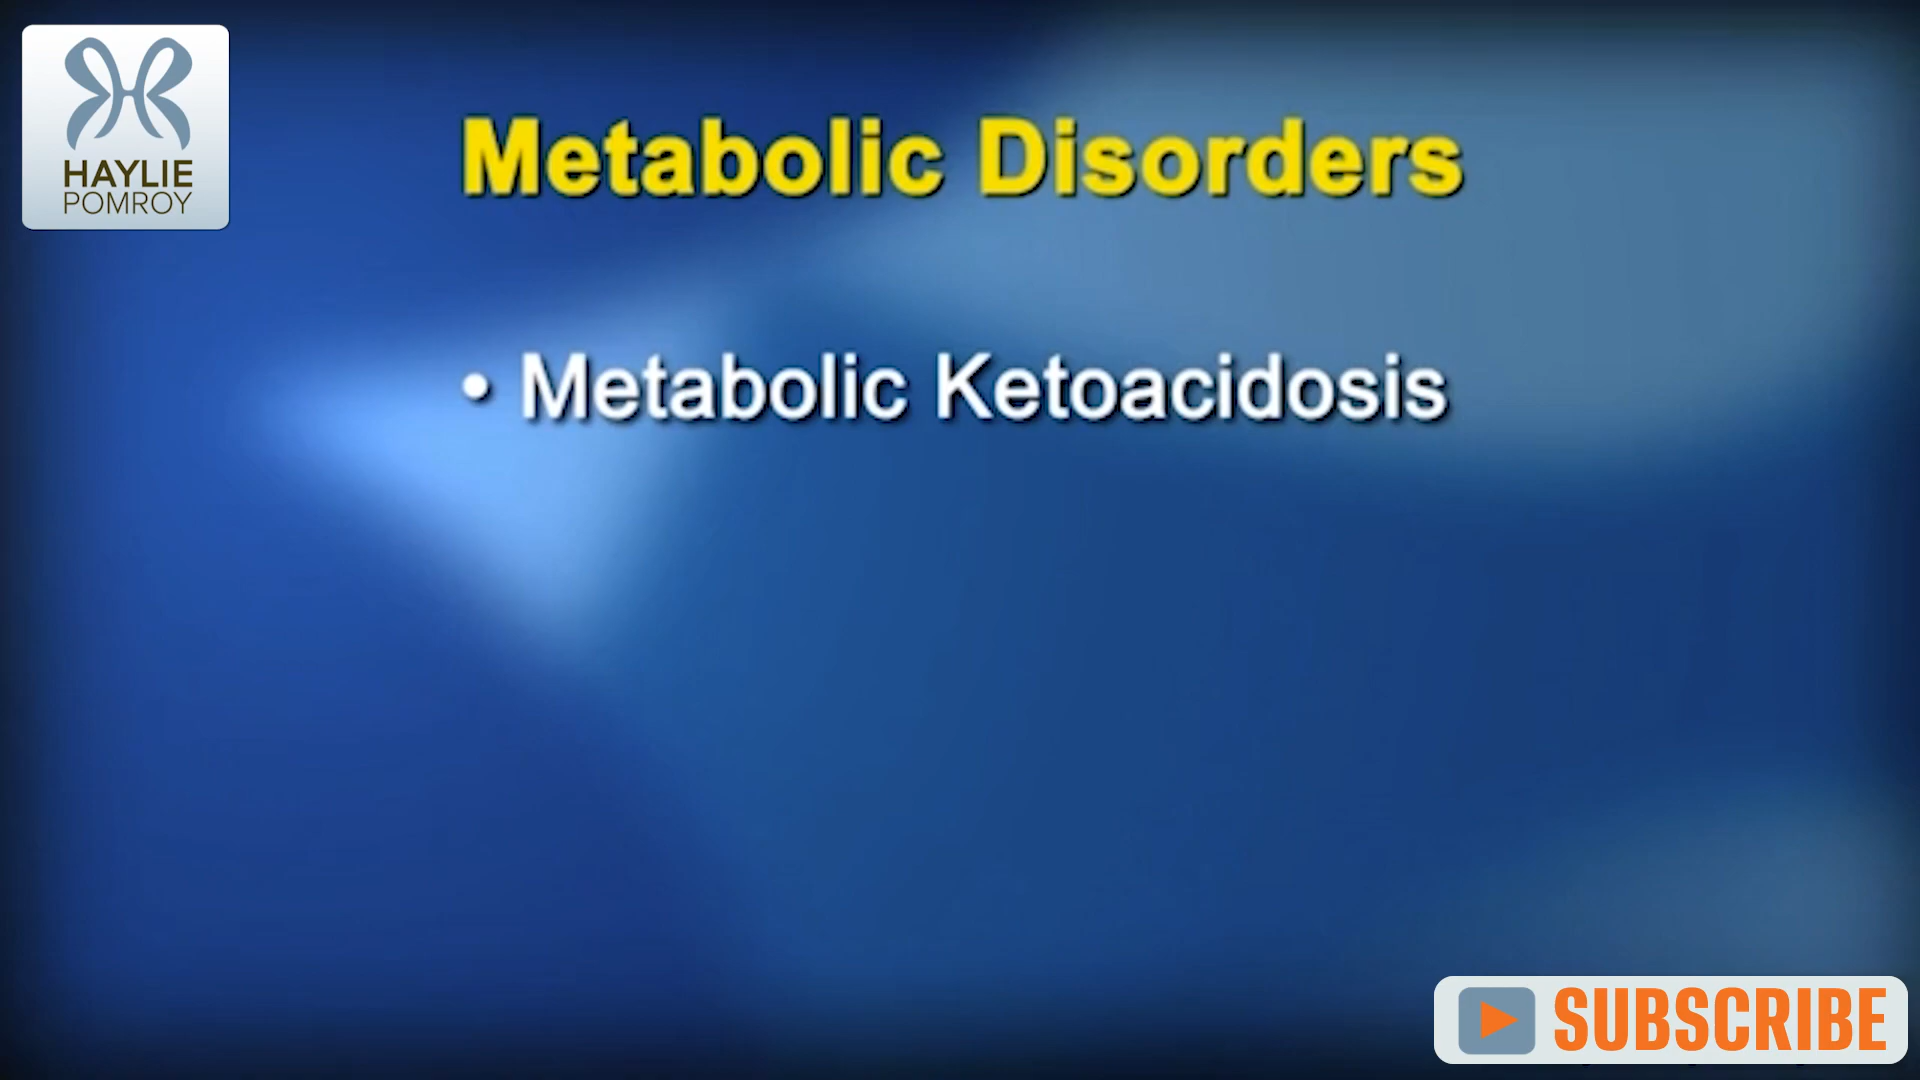 HAYLIE
POMROY
Metabolic Disorders
• Metabolic Ketoacidosis
SUBSCRIBE